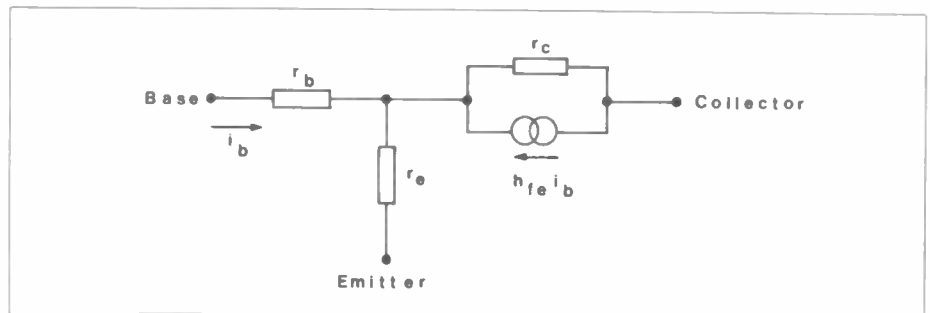 r_c
r_b
Base
Collector
i_b
h_fe i_b
r_e
Emitter